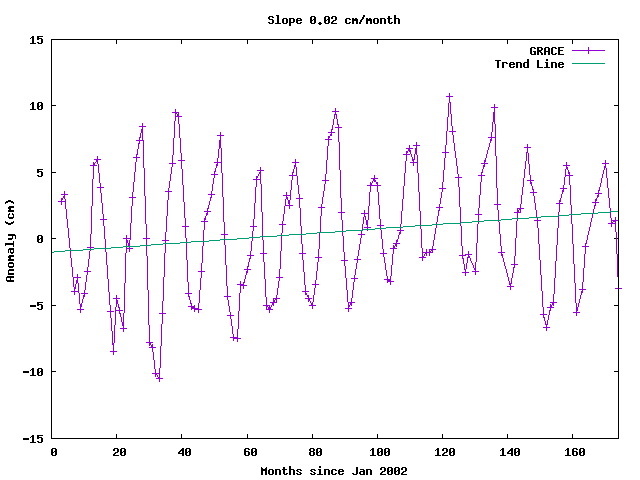 Slope 0.02 cm/month
GRACE
Trend Line
15
10
5
0
-5
-10
-15
Anomaly (cm)
0 20 40 60 80 100 120 140 160
Months since Jan 2002